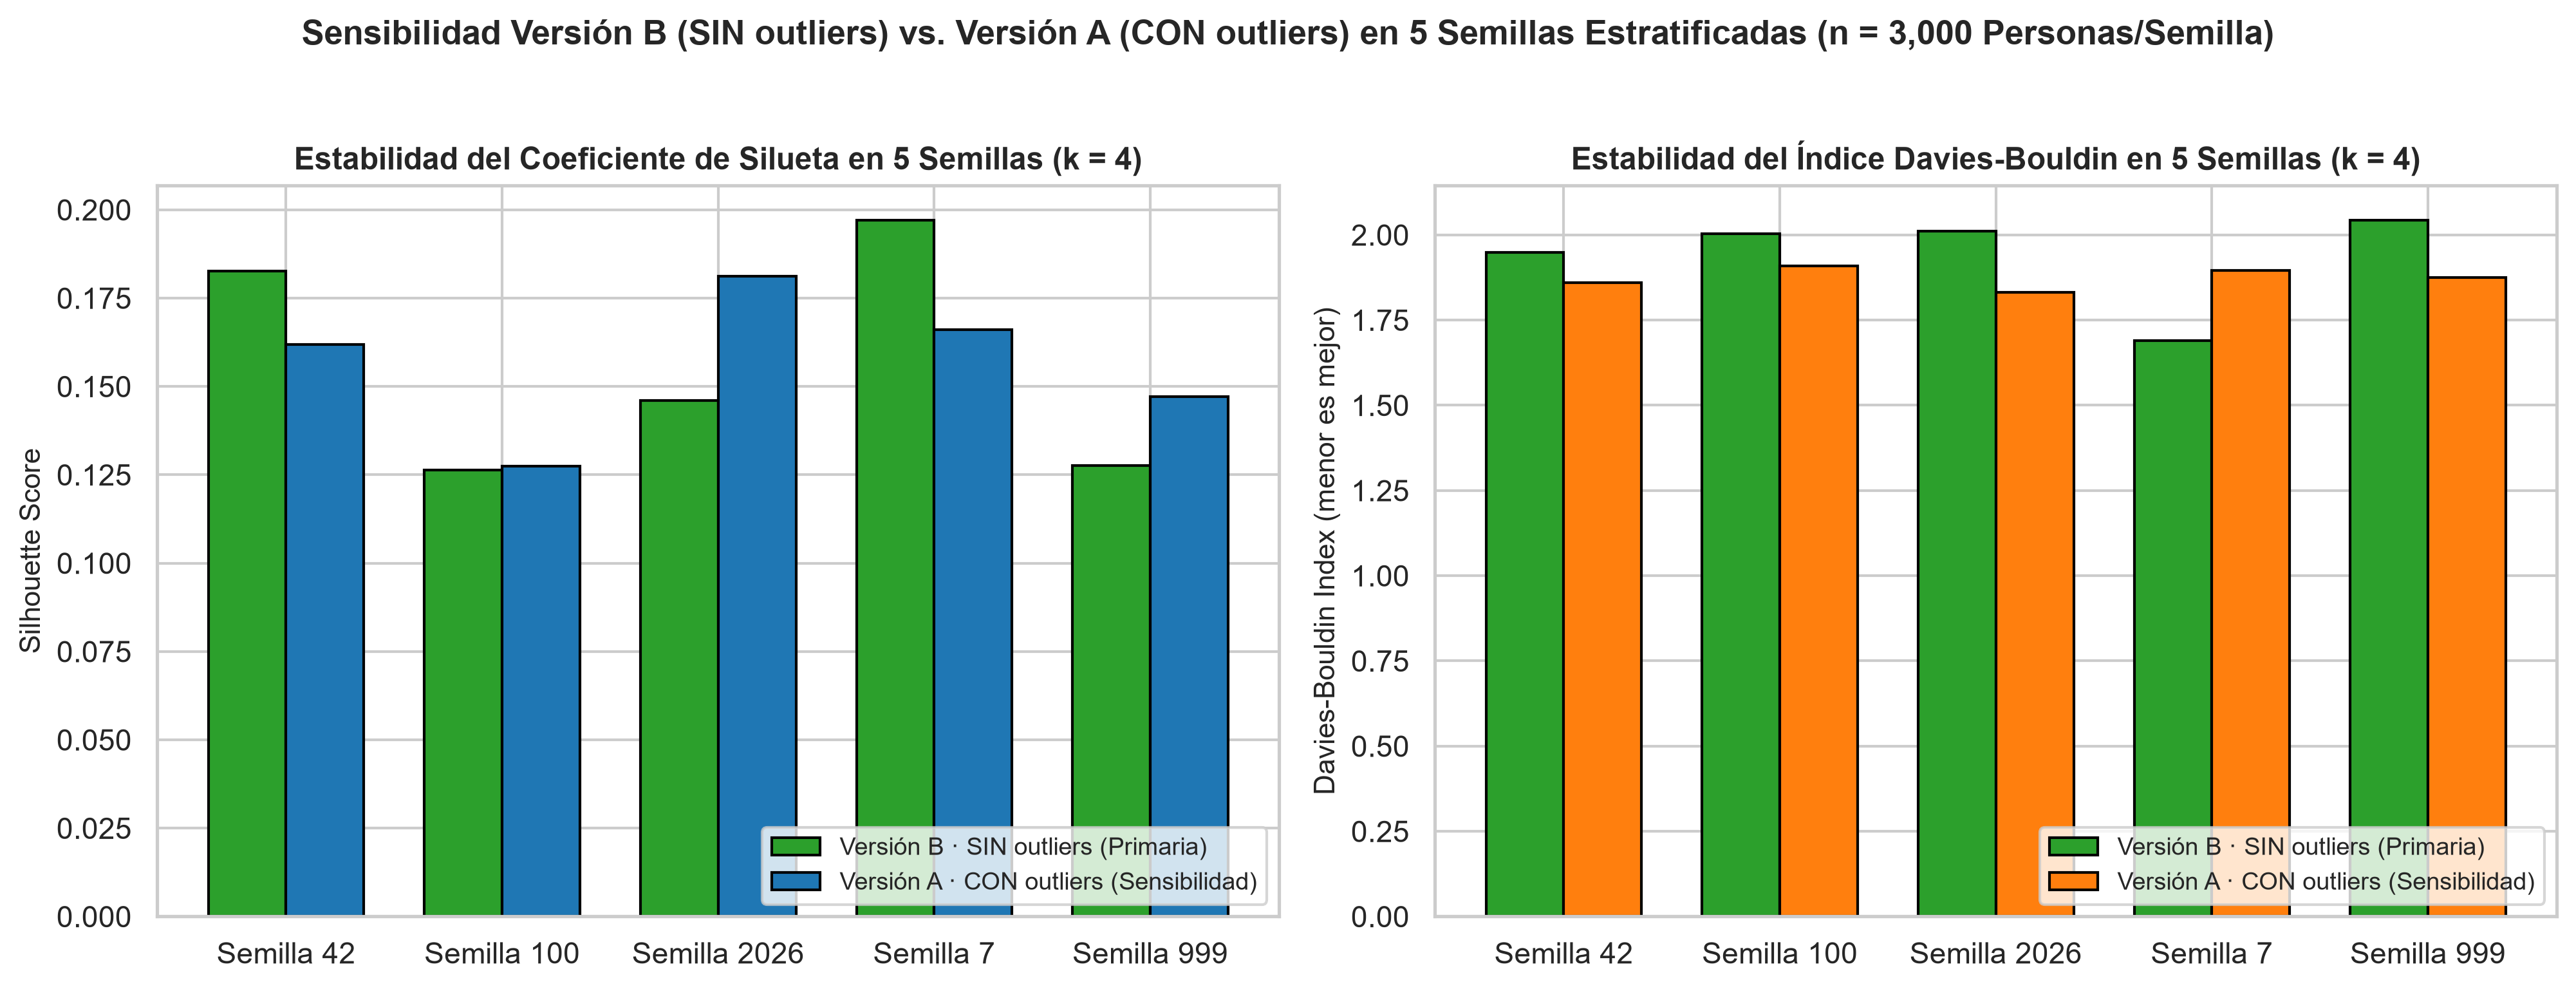 Sensibilidad Versión B (SIN outliers) vs. Versión A (CON outliers) en 5 Semillas Estratificadas (n = 3,000 Personas/Semilla)
Estabilidad del Coeficiente de Silueta en 5 Semillas (k = 4)
Silhouette Score
0.200
0.175
0.150
0.125
0.100
0.075
0.050
0.025
0.000
Versión B · SIN outliers (Primaria)
Versión A · CON outliers (Sensibilidad)
Semilla 42
Semilla 100
Semilla 2026
Semilla 7
Semilla 999
Estabilidad del Índice Davies-Bouldin en 5 Semillas (k = 4)
Davies-Bouldin Index (menor es mejor)
2.00
1.75
1.50
1.25
1.00
0.75
0.50
0.25
0.00
Versión B · SIN outliers (Primaria)
Versión A · CON outliers (Sensibilidad)
Semilla 42
Semilla 100
Semilla 2026
Semilla 7
Semilla 999